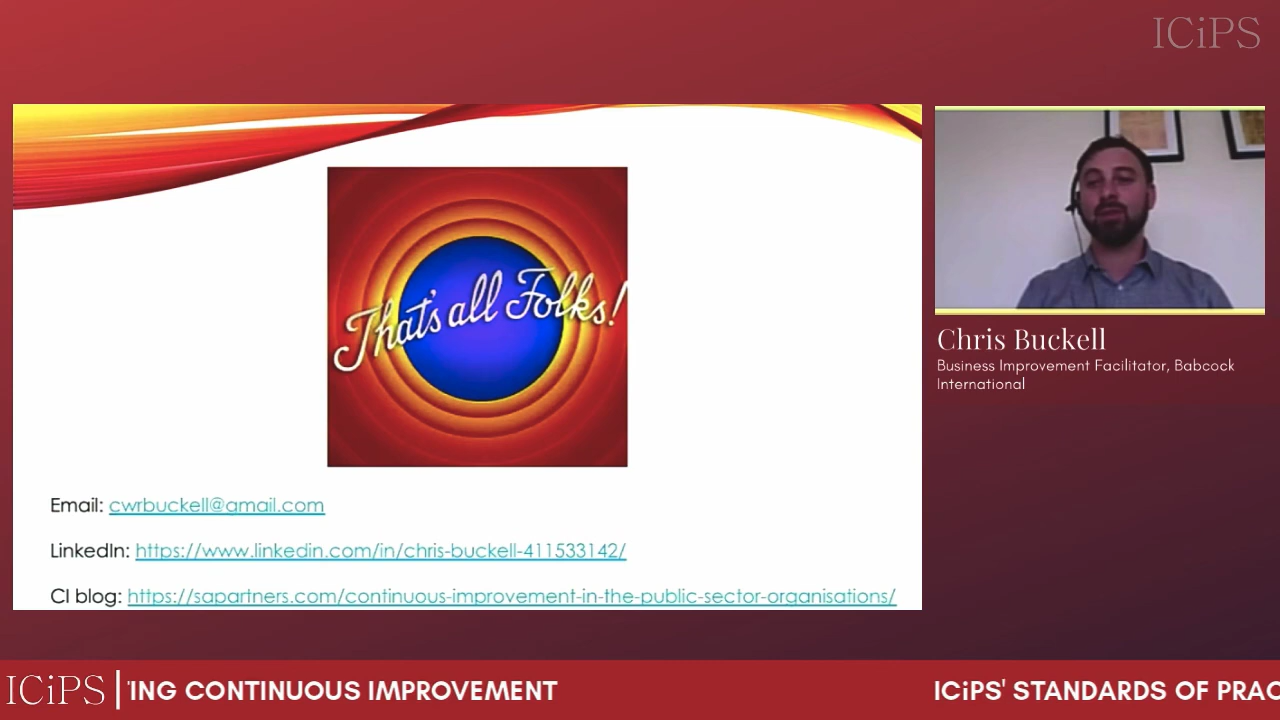 ICiPS
That's all Folks!
Email: cwrbuckell@gmail.com
LinkedIn: https://www.linkedin.com/in/chris-buckell-411533142/
CI blog: https://sapartners.com/continuous-improvement-in-the-public-sector-organisations/
Chris Buckell
Business Improvement Facilitator, Babcock
International
ICiPS 'ING CONTINUOUS IMPROVEMENT ICiPS' STANDARDS OF PRAC